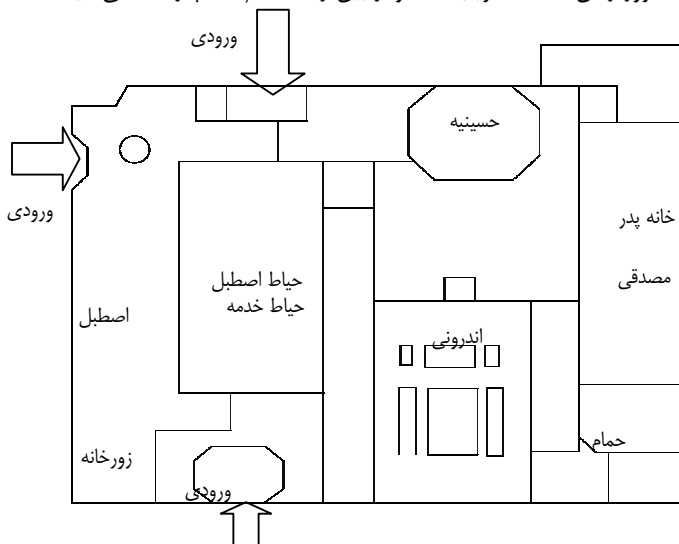 ورودی
حسینیه
ورودی
خانه پدر
مصدقی
حیاط اصطبل
حیاط خدمه
اصطبل
اندرونی
حمام
زورخانه
ورودی